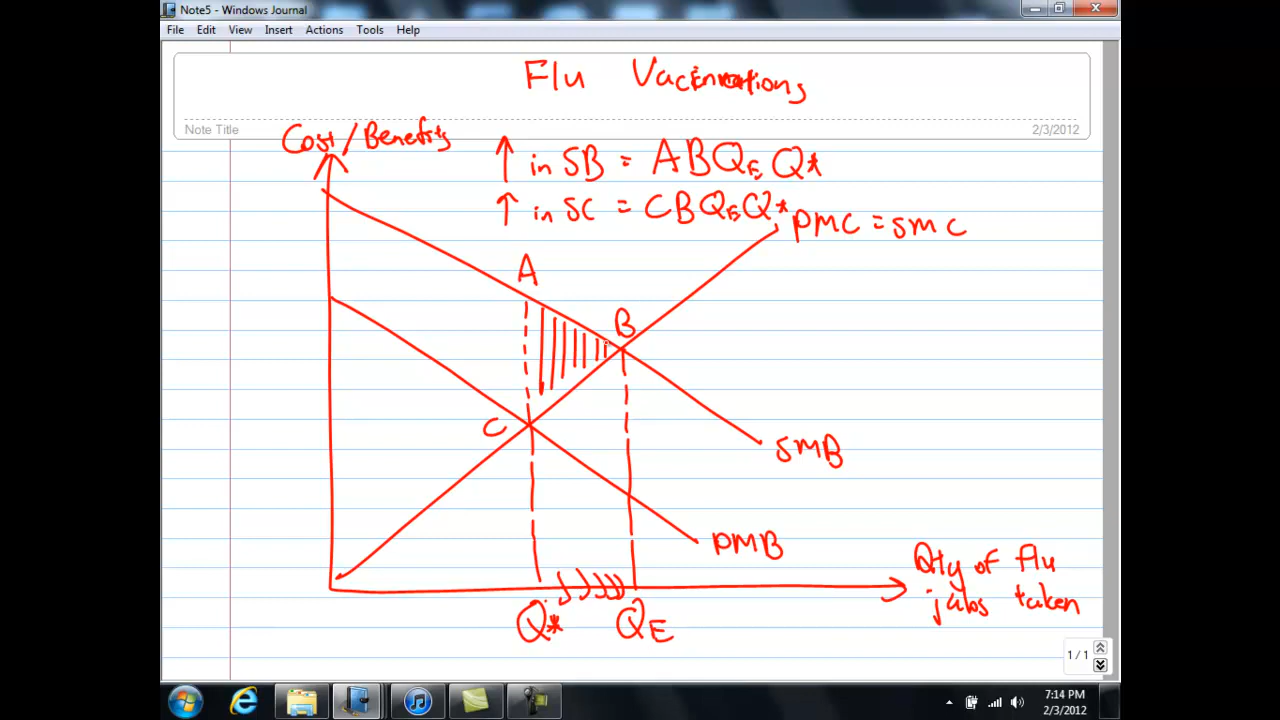 Note5 - Windows Journal
File Edit View Insert Actions Tools Help
Flu Vaccinations
Note Title
2/3/2012
Cost / Benefits
↑ in SB = ABQEQ*
↑ in SC = CBQEQ*
PMC = SMC
A
B
C
SMB
PMB
Qty of flu
jabs taken
Q*
QE
1 / 1
7:14 PM
2/3/2012